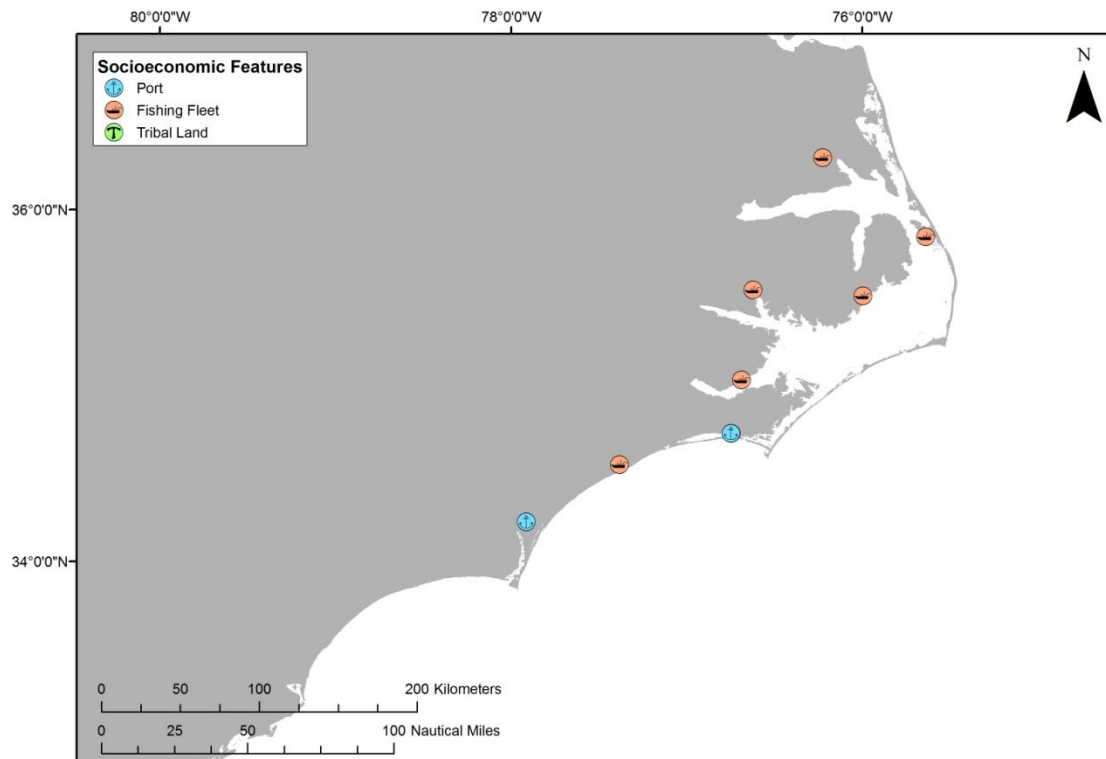 80°0'0"W 78°0'0"W 76°0'0"W
Socioeconomic Features
Port
Fishing Fleet
Tribal Land
N
36°0'0"N
34°0'0"N
0 50 100 200 Kilometers
0 25 50 100 Nautical Miles